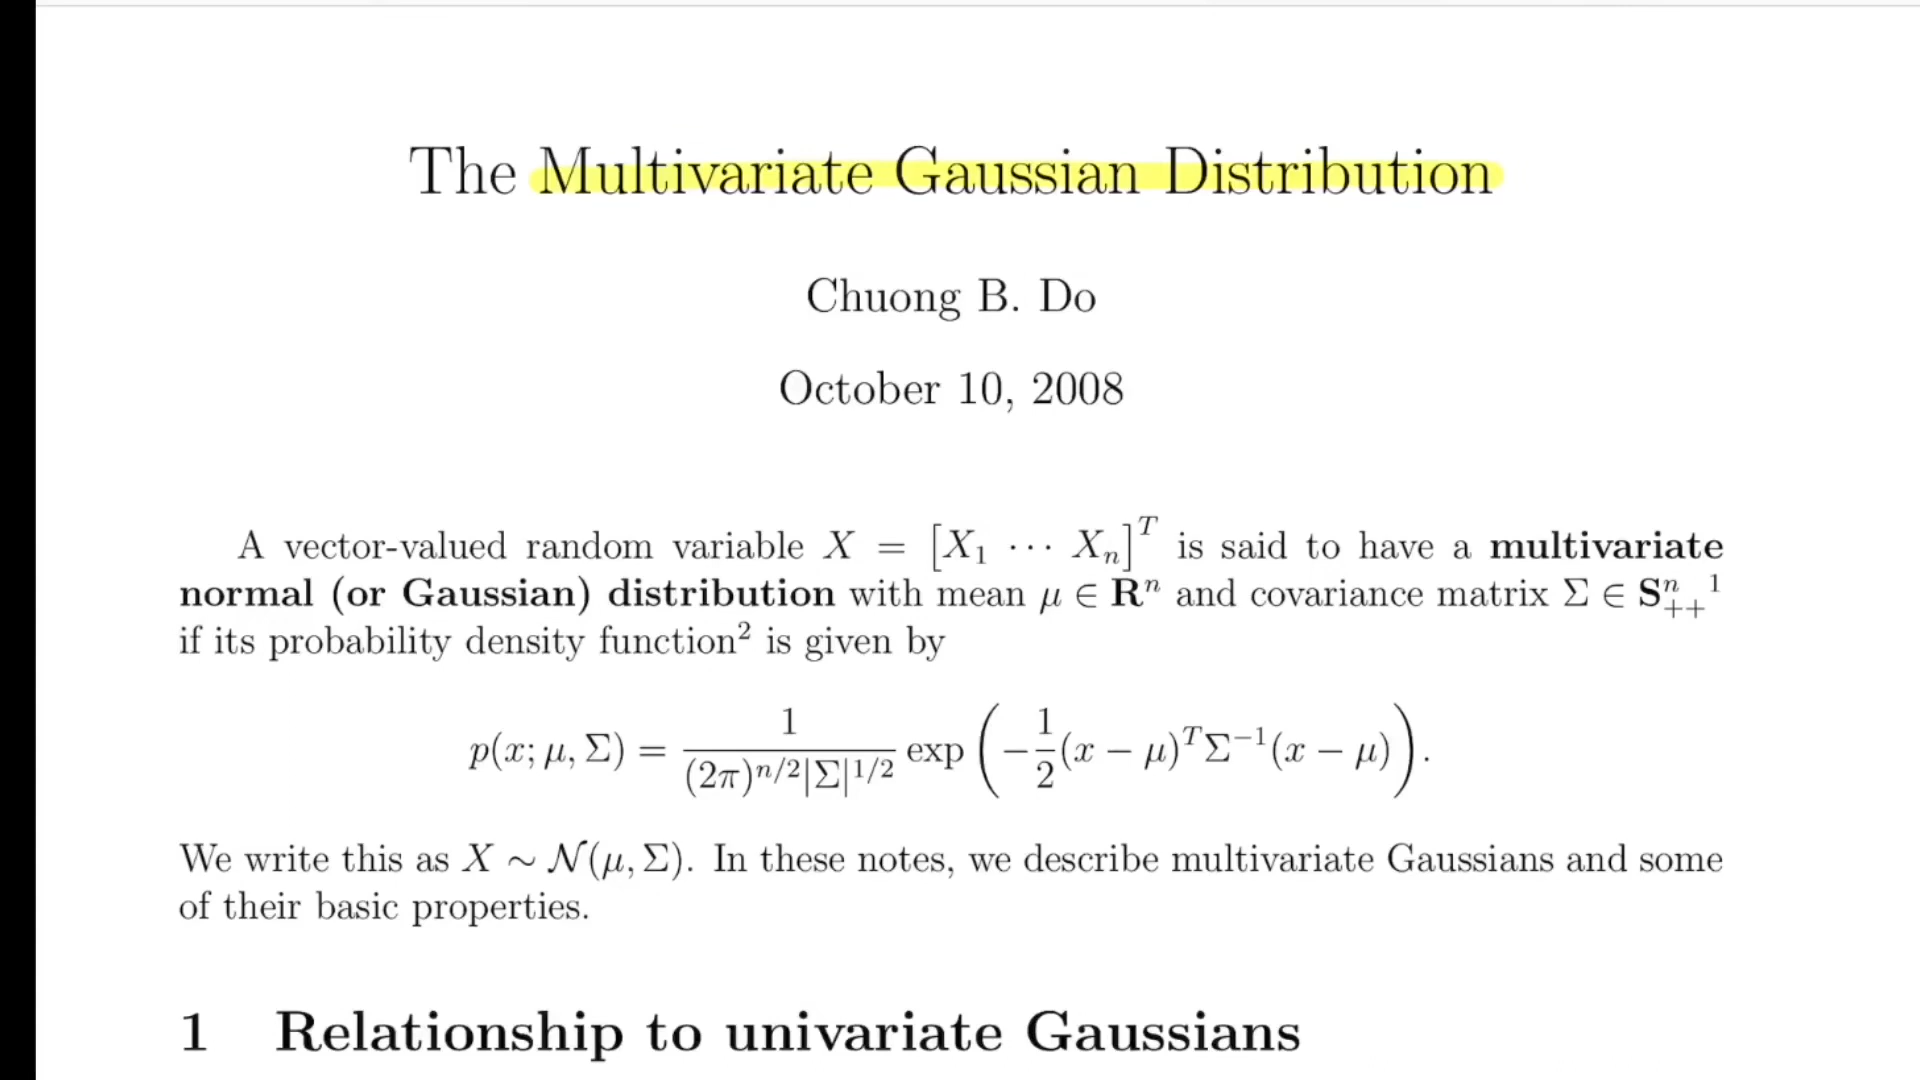 The Multivariate Gaussian Distribution
Chuong B. Do
October 10, 2008
A vector-valued random variable X = [X₁ ⋯ Xₙ]ᵀ is said to have a multivariate
normal (or Gaussian) distribution with mean μ ∈ Rⁿ and covariance matrix Σ ∈ Sⁿ₊₊ ¹
if its probability density function² is given by
p(x; μ, Σ) = 1 / ((2π)^{n/2}|Σ|^{1/2}) exp(−1/2 (x − μ)ᵀΣ⁻¹(x − μ)).
We write this as X ∼ 𝒩(μ, Σ). In these notes, we describe multivariate Gaussians and some
of their basic properties.
1 Relationship to univariate Gaussians